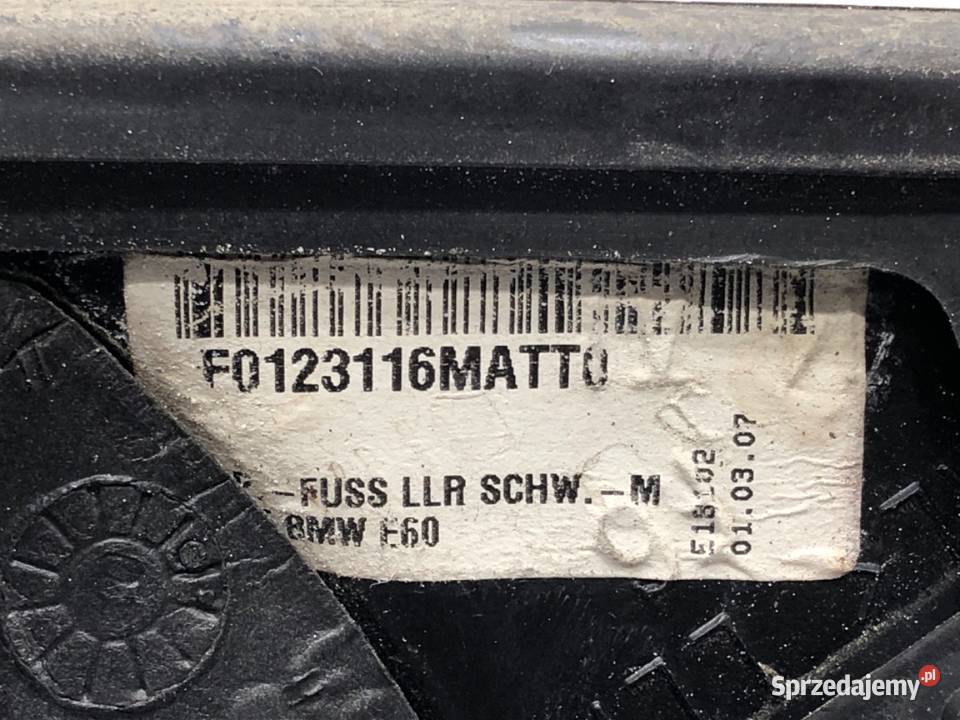 F0123116MATT0
-FUSS LLR SCHW.-M
BMW E60
E18102
01.03.07
Sprzedajemy.pl